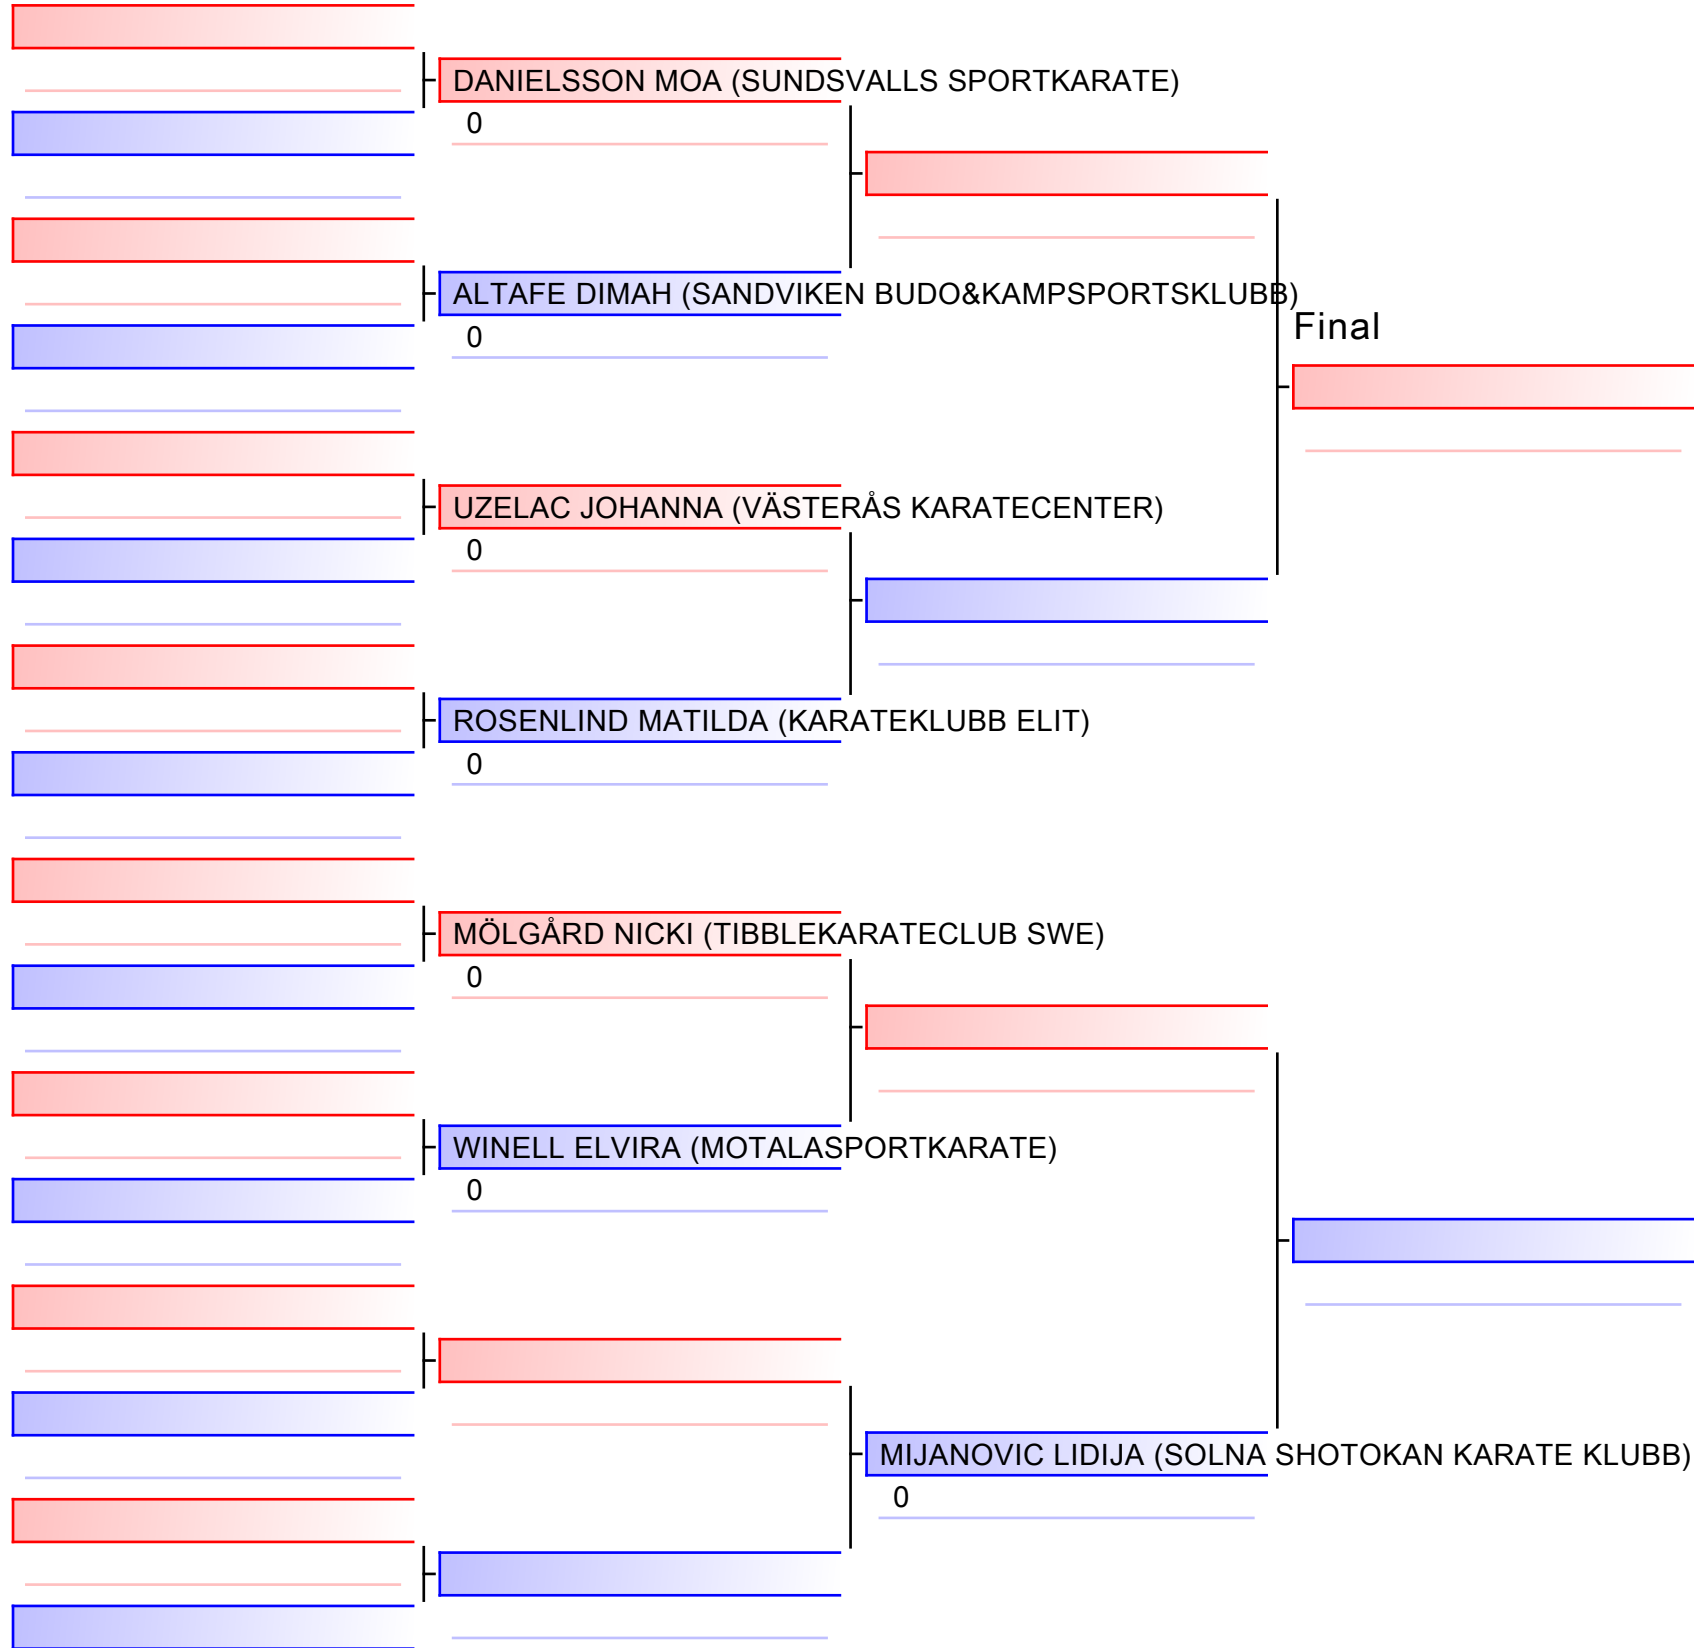 DANIELSSON MOA (SUNDSVALLS SPORTKARATE)
0
ALTAFE DIMAH (SANDVIKEN BUDO&KAMPSPORTSKLUBB)
0
Final
UZELAC JOHANNA (VÄSTERÅS KARATECENTER)
0
ROSENLIND MATILDA (KARATEKLUBB ELIT)
0
MÖLGÅRD NICKI (TIBBLEKARATECLUB SWE)
0
WINELL ELVIRA (MOTALASPORTKARATE)
0
MIJANOVIC LIDIJA (SOLNA SHOTOKAN KARATE KLUBB)
0